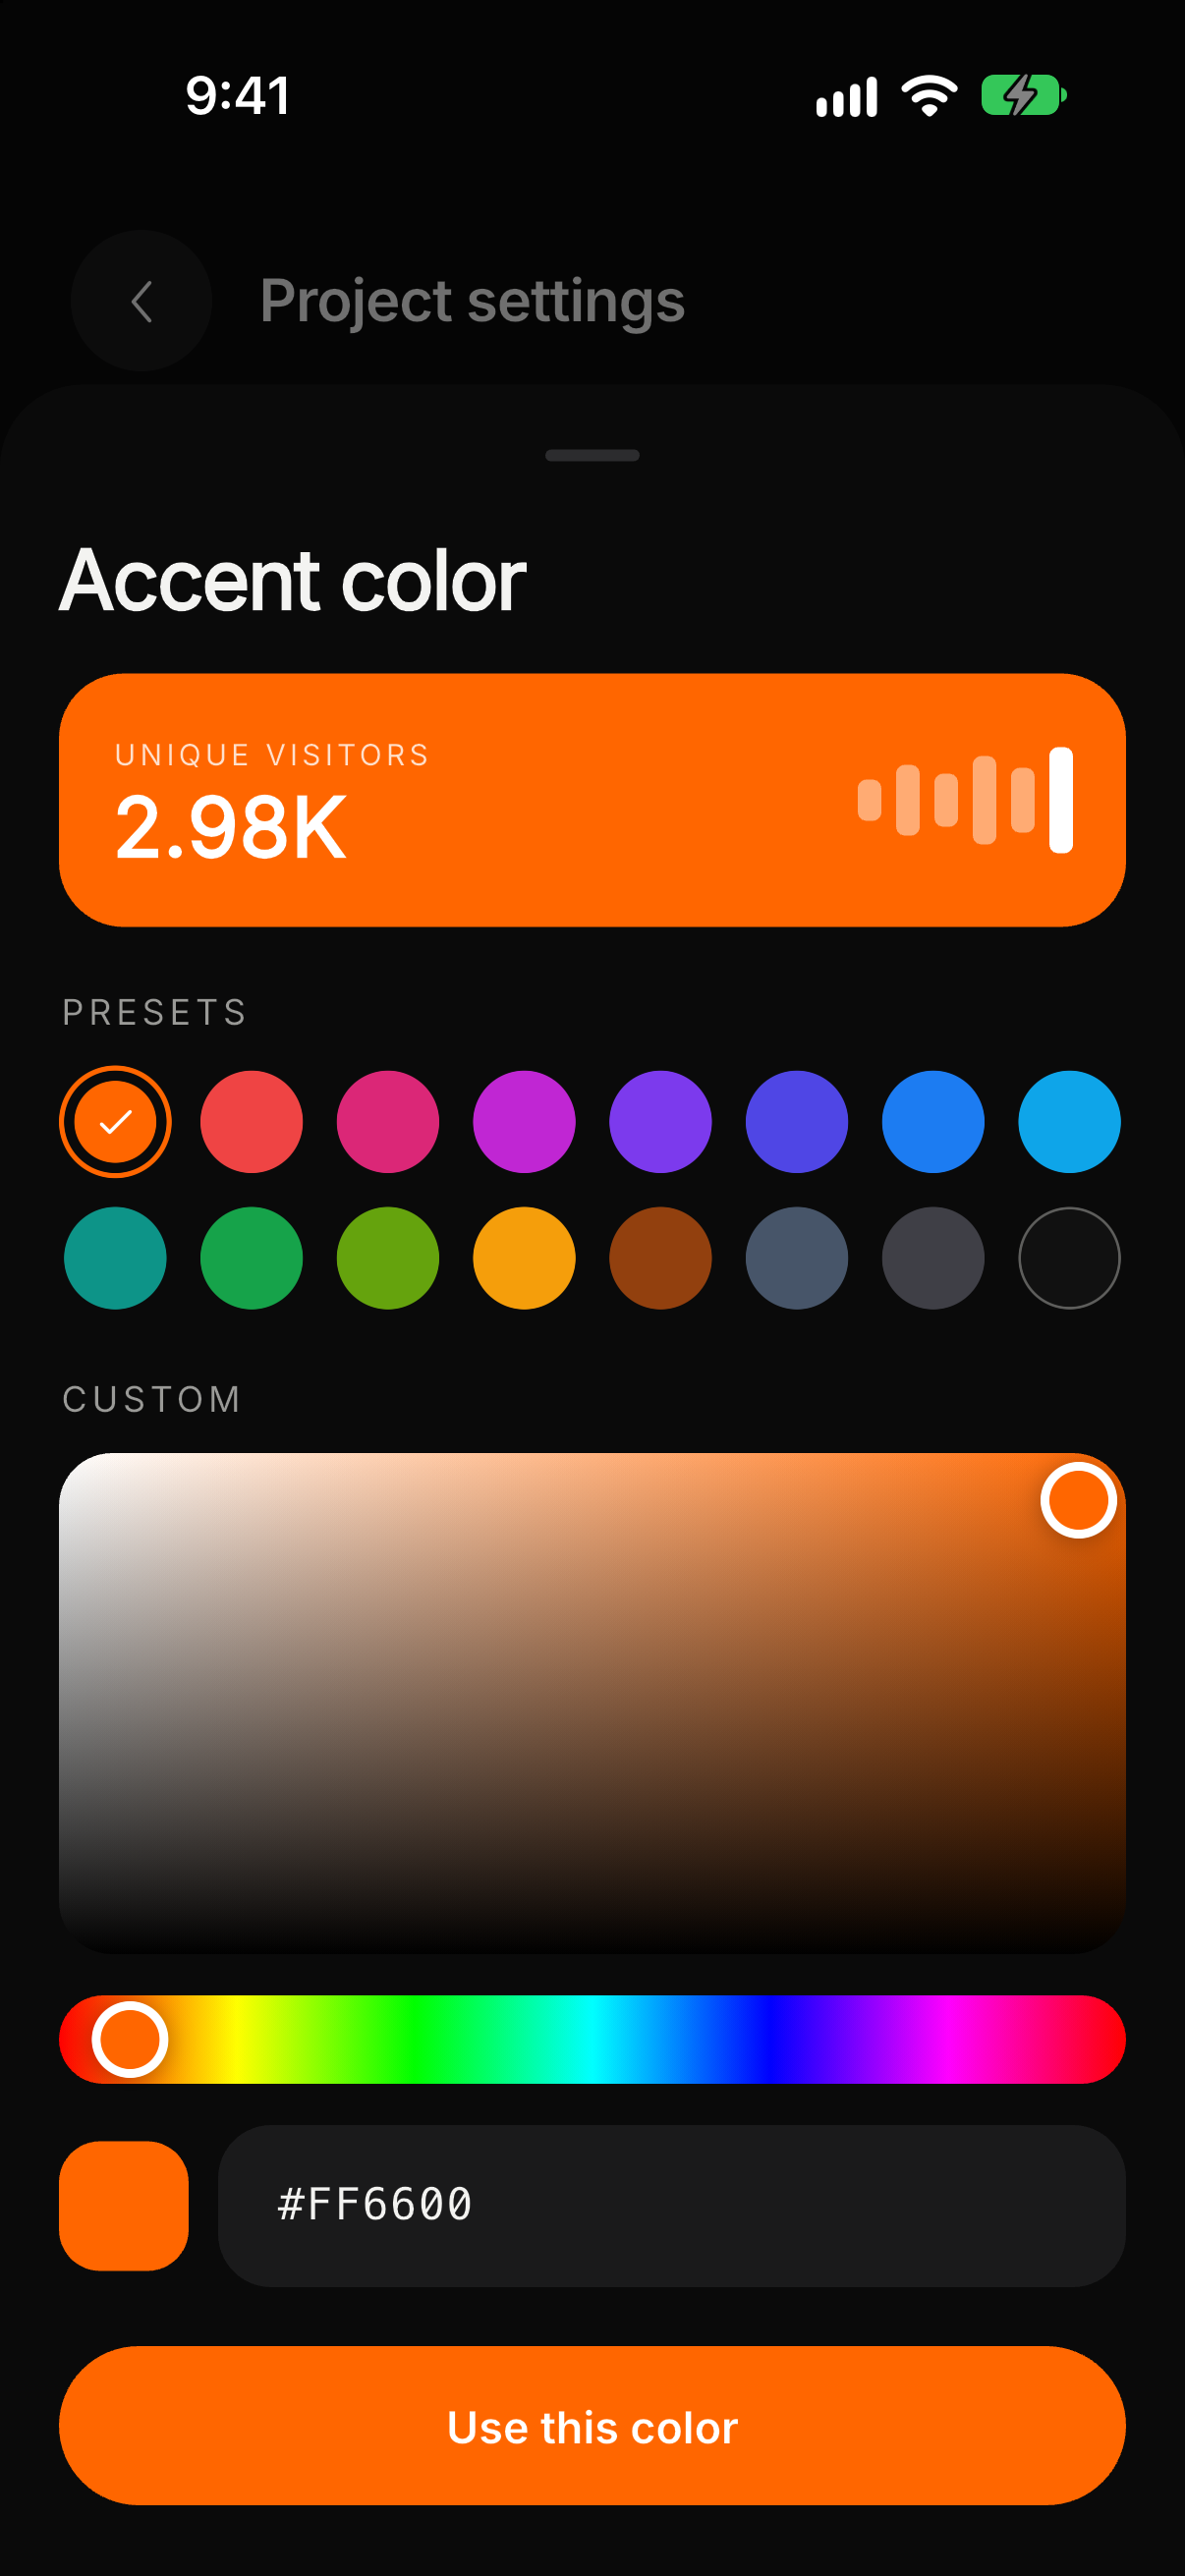 9:41
Project settings
Accent color
UNIQUE VISITORS
2.98K
PRESETS
CUSTOM
#FF6600
Use this color